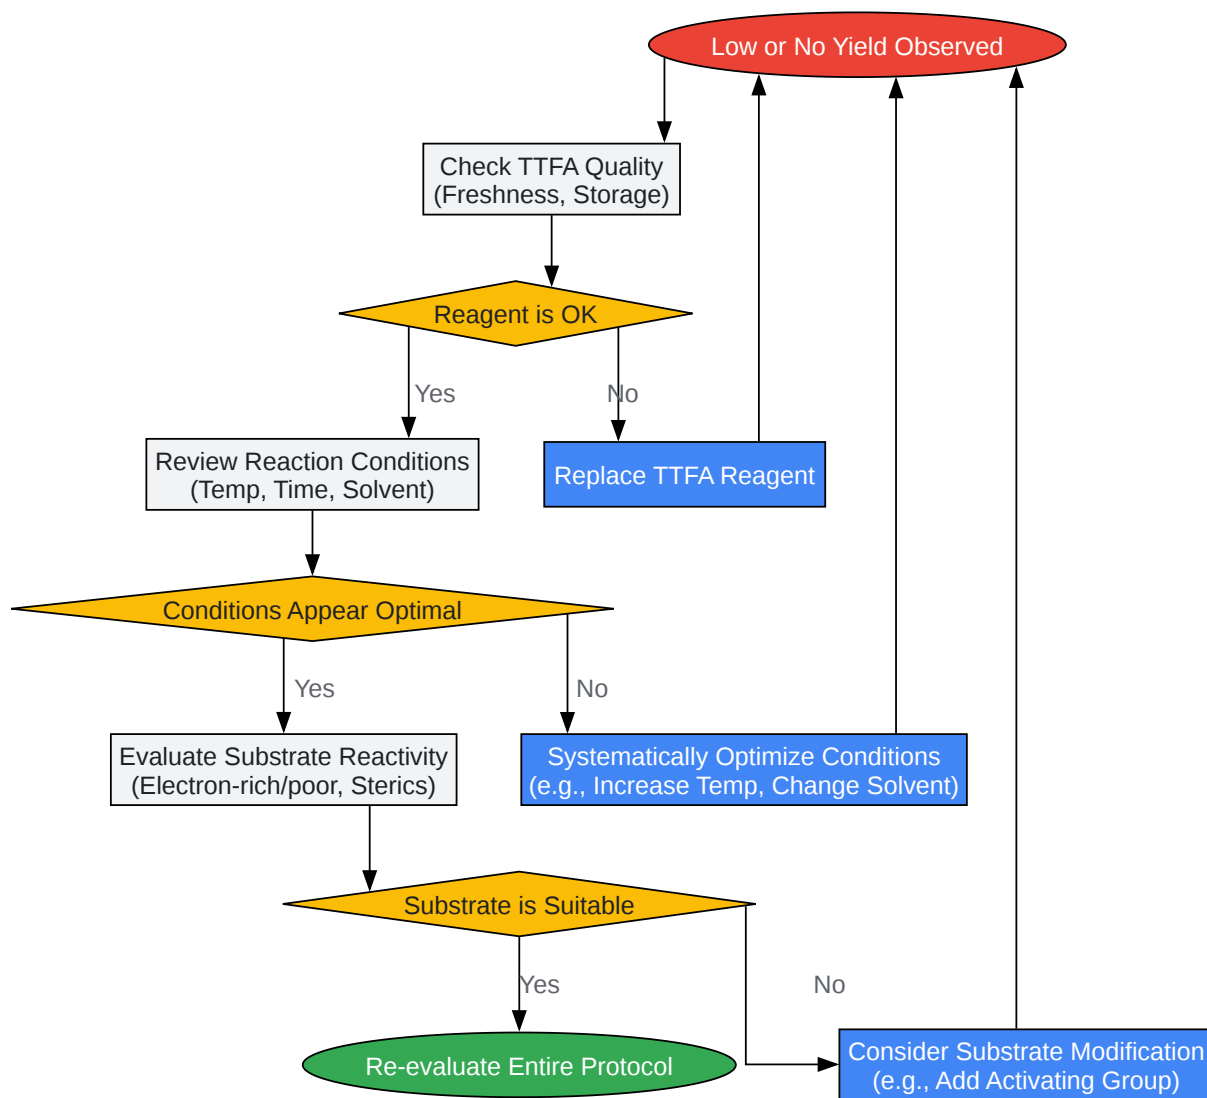 Low or No Yield Observed
Check TTFA Quality
(Freshness, Storage)
Reagent is OK
Yes
No
Review Reaction Conditions
(Temp, Time, Solvent)
Replace TTFA Reagent
Conditions Appear Optimal
Yes
No
Evaluate Substrate Reactivity
(Electron-rich/poor, Sterics)
Systematically Optimize Conditions
(e.g., Increase Temp, Change Solvent)
Substrate is Suitable
Yes
No
Re-evaluate Entire Protocol
Consider Substrate Modification
(e.g., Add Activating Group)